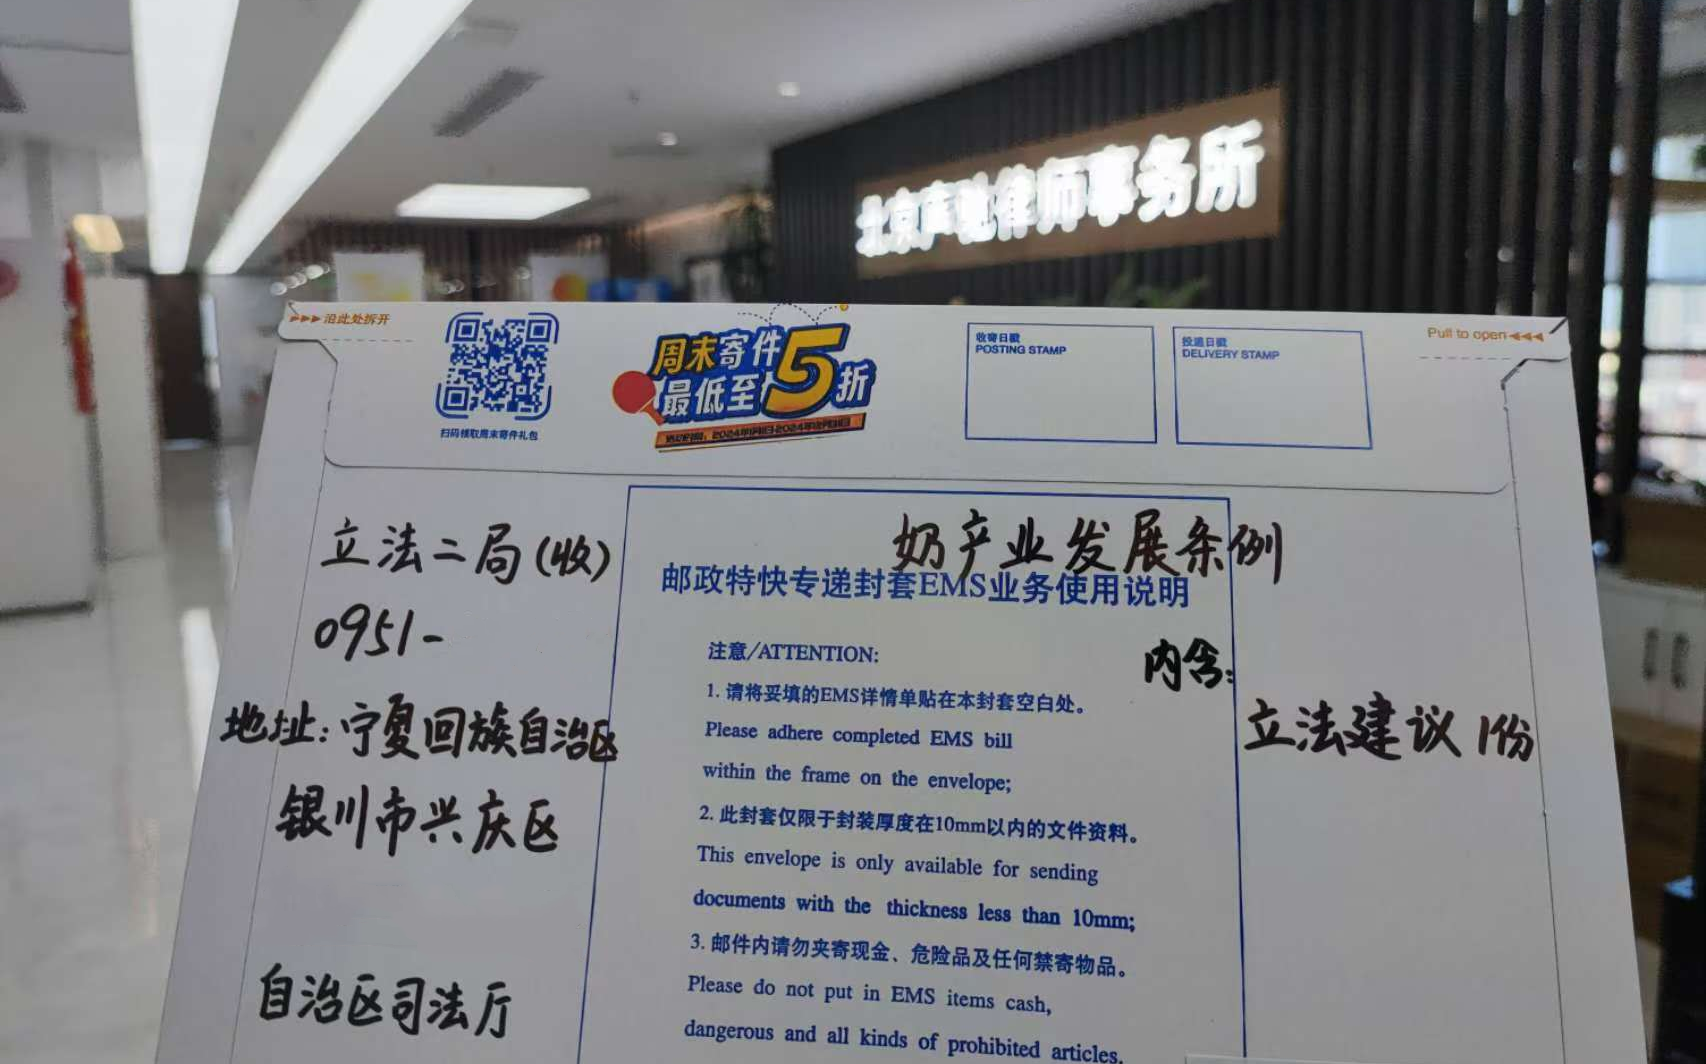 北京声驰律师事务所
沿此处拆开
Pull to open
扫码领取周末寄件礼包
周末寄件
最低至5折
收寄日戳
POSTING STAMP
投递日戳
DELIVERY STAMP
立法二局(收)
0951-
地址:宁夏回族自治区
银川市兴庆区
自治区司法厅
奶产业发展条例
内含:
立法建议1份
邮政特快专递封套EMS业务使用说明
注意/ATTENTION:
1. 请将妥填的EMS详情单贴在本封套空白处。
Please adhere completed EMS bill
within the frame on the envelope;
2. 此封套仅限于封装厚度在10mm以内的文件资料。
This envelope is only available for sending
documents with the thickness less than 10mm;
3. 邮件内请勿夹寄现金、危险品及任何禁寄物品。
Please do not put in EMS items cash,
dangerous and all kinds of prohibited articles.